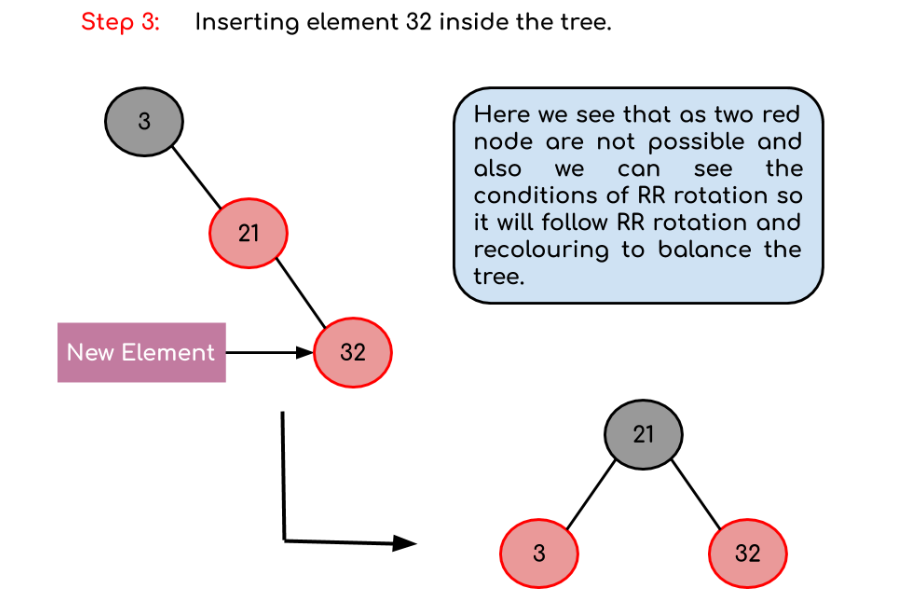 Step 3: Inserting element 32 inside the tree.
3
Here we see that as two red
node are not possible and
also we can see the
conditions of RR rotation so
it will follow RR rotation and
recolouring to balance the
tree.
21
New Element
32
21
3
32